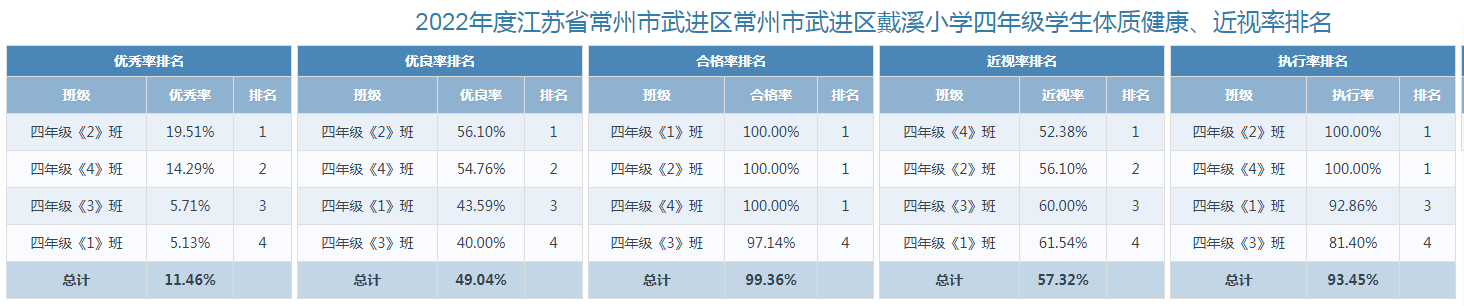 2022年度江苏省常州市武进区常州市武进区戴溪小学四年级学生体质健康、近视率排名
优秀率排名 优良率排名 合格率排名 近视率排名 执行率排名
班级 优秀率 排名 班级 优良率 排名 班级 合格率 排名 班级 近视率 排名 班级 执行率 排名
四年级《2》班 19.51% 1 四年级《2》班 56.10% 1 四年级《1》班 100.00% 1 四年级《4》班 52.38% 1 四年级《2》班 100.00% 1
四年级《4》班 14.29% 2 四年级《4》班 54.76% 2 四年级《2》班 100.00% 1 四年级《2》班 56.10% 2 四年级《4》班 100.00% 1
四年级《3》班 5.71% 3 四年级《1》班 43.59% 3 四年级《4》班 100.00% 1 四年级《3》班 60.00% 3 四年级《1》班 92.86% 3
四年级《1》班 5.13% 4 四年级《3》班 40.00% 4 四年级《3》班 97.14% 4 四年级《1》班 61.54% 4 四年级《3》班 81.40% 4
总计 11.46% 总计 49.04% 总计 99.36% 总计 57.32% 总计 93.45%